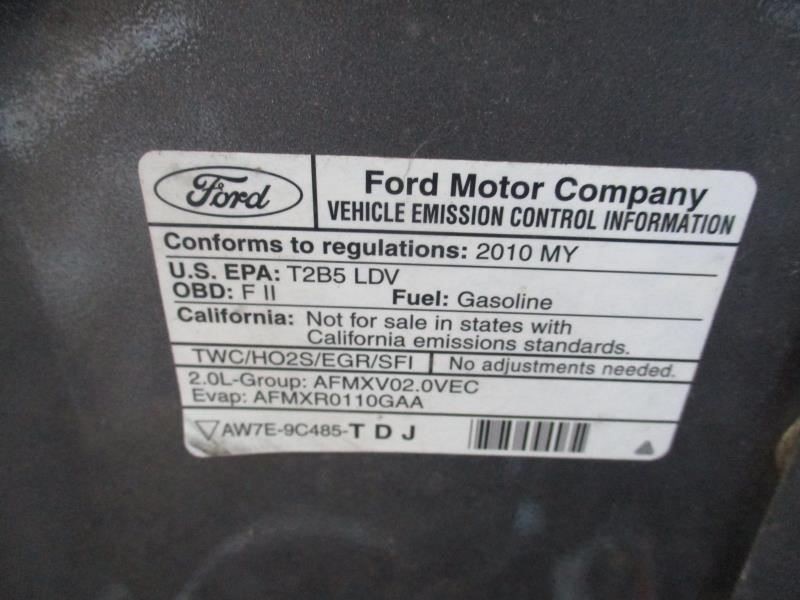 Ford
Ford Motor Company
VEHICLE EMISSION CONTROL INFORMATION
Conforms to regulations: 2010 MY
U.S. EPA: T2B5 LDV
OBD: F II Fuel: Gasoline
California: Not for sale in states with
California emissions standards.
TWC/HO2S/EGR/SFI No adjustments needed.
2.0L-Group: AFMXV02.0VEC
Evap: AFMXR0110GAA
AW7E-9C485-T D J